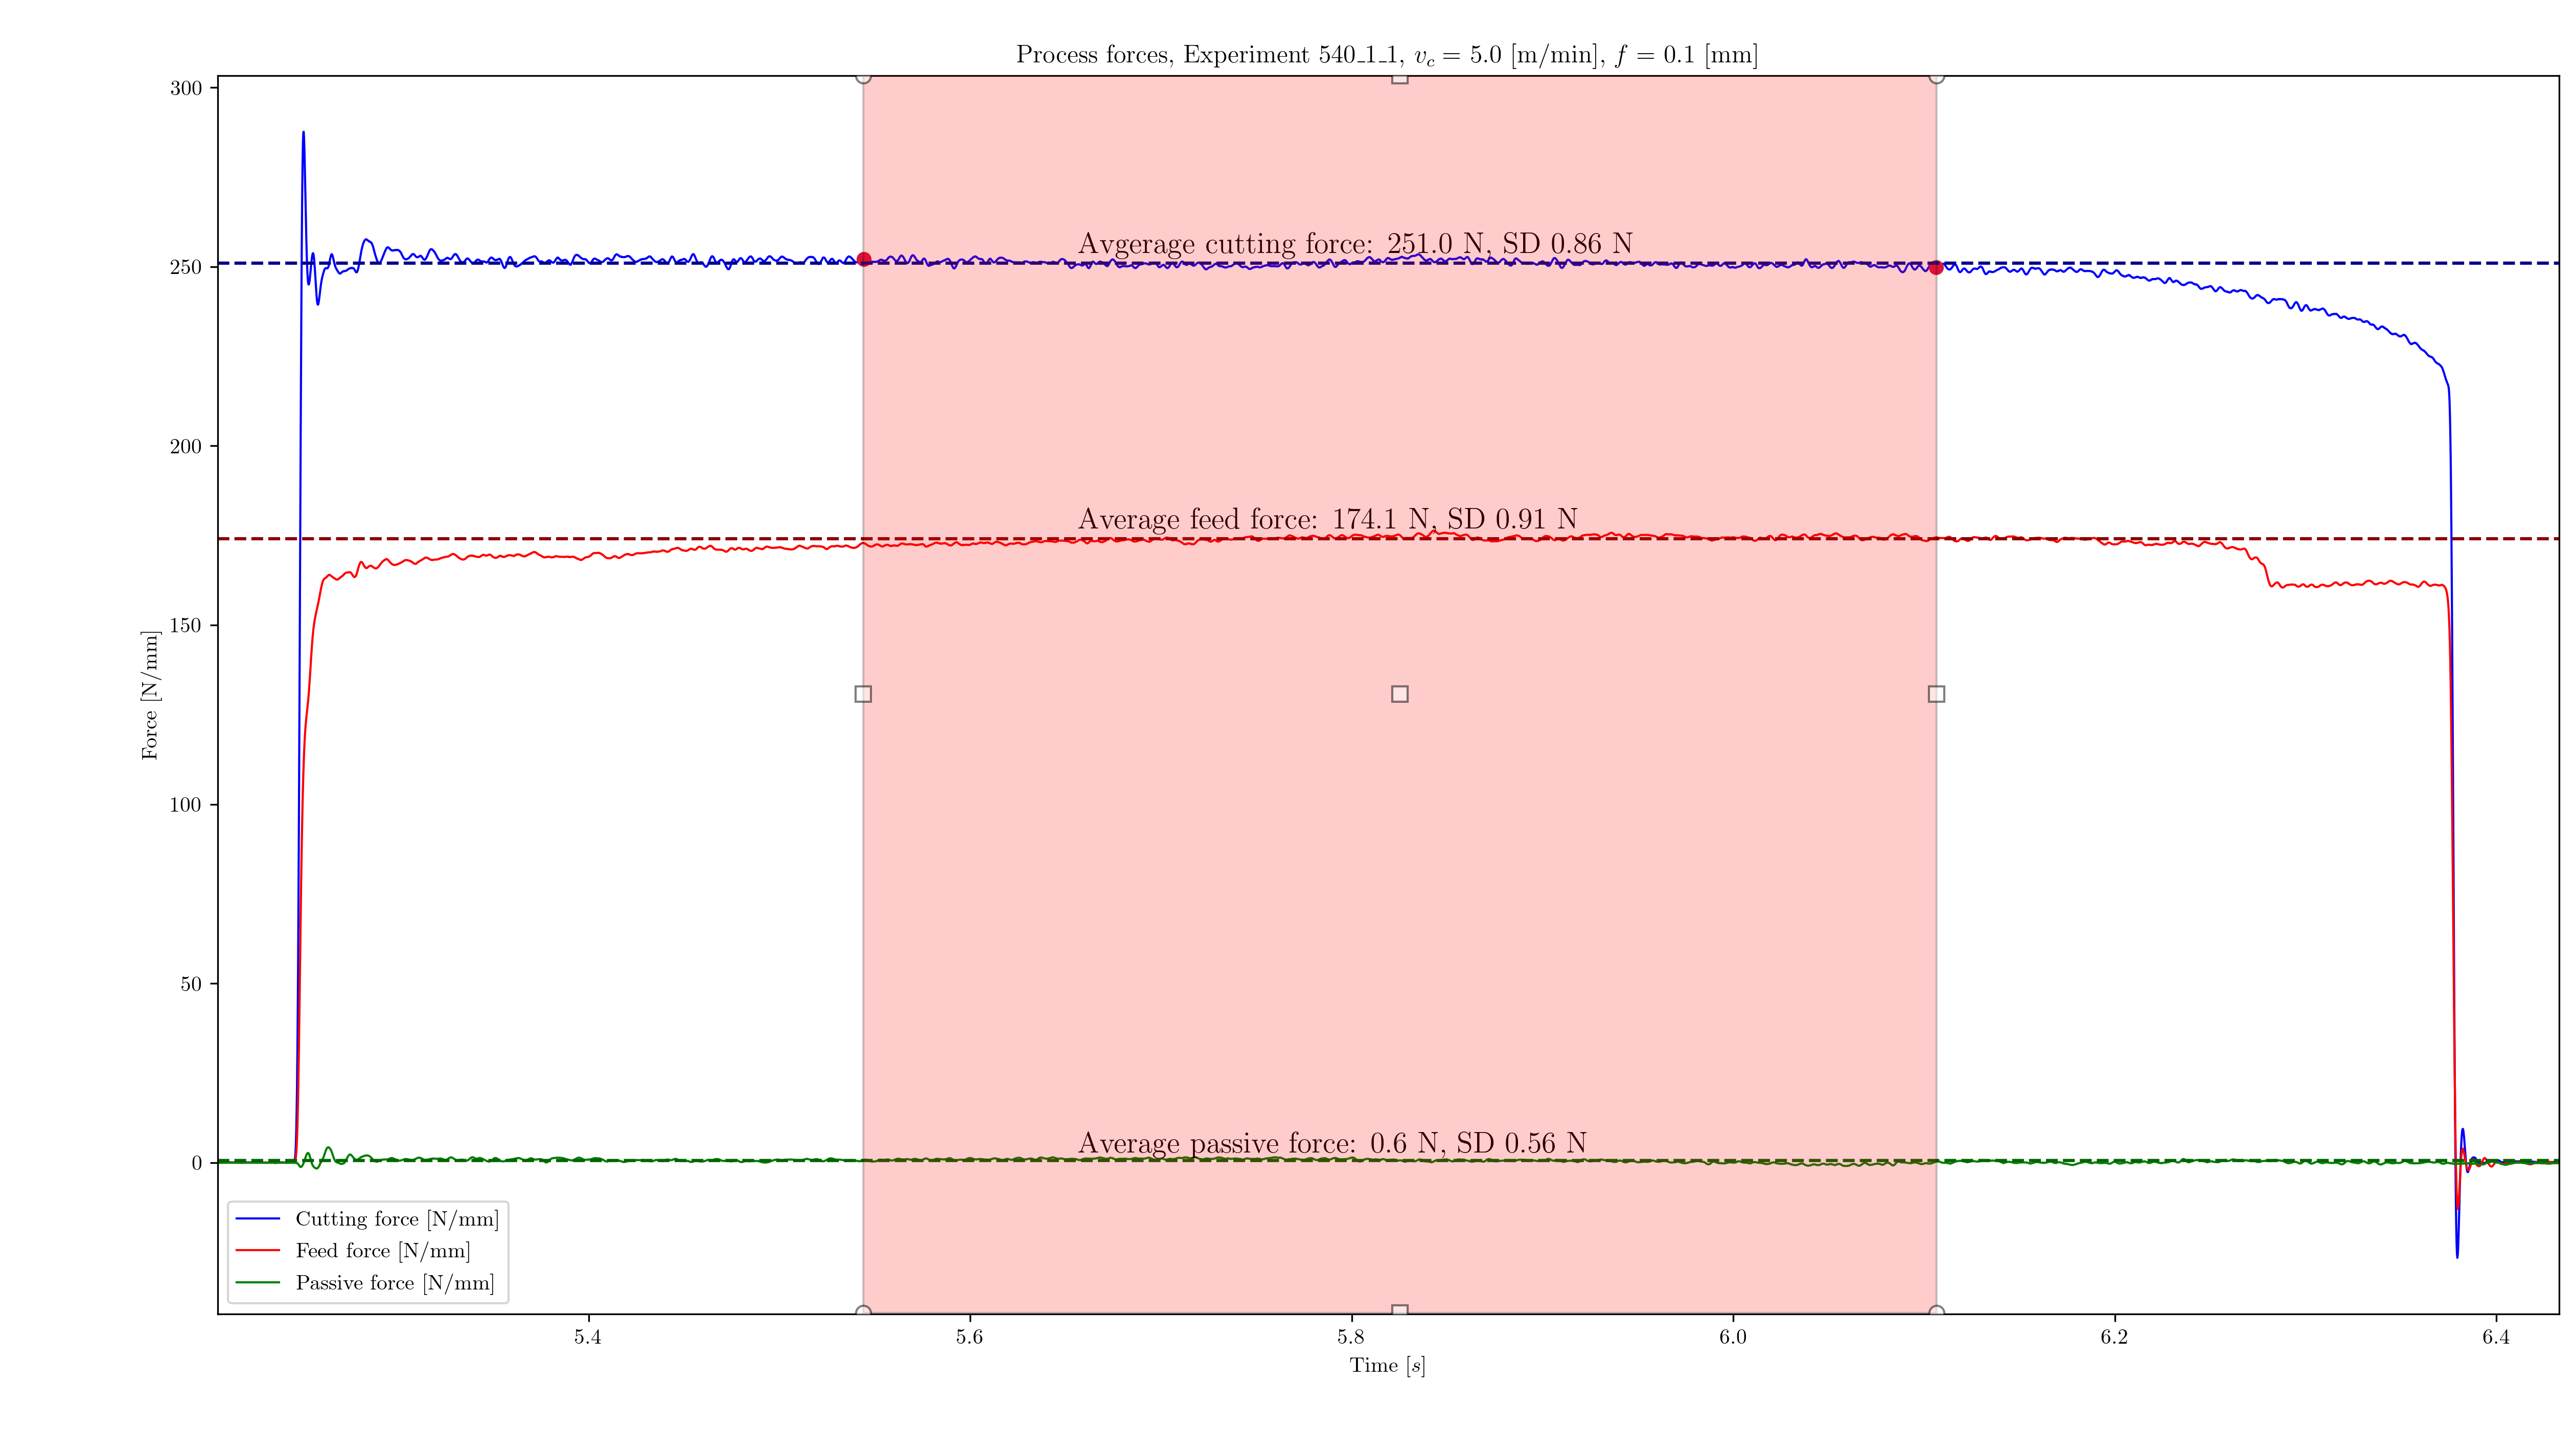 Process forces, Experiment 540_1_1, v_c = 5.0 [m/min], f = 0.1 [mm]
300
250
200
150
100
50
0
Force [N/mm]
Avgerage cutting force: 251.0 N, SD 0.86 N
Average feed force: 174.1 N, SD 0.91 N
Average passive force: 0.6 N, SD 0.56 N
Cutting force [N/mm]
Feed force [N/mm]
Passive force [N/mm]
5.4 5.6 5.8 6.0 6.2 6.4
Time [s]